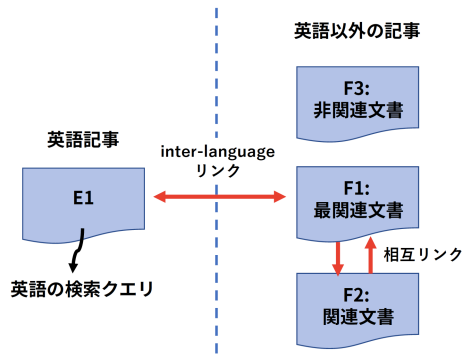 英語以外の記事
F3:
非関連文書
英語記事
inter-language
リンク
E1
F1:
最関連文書
相互リンク
英語の検索クエリ
F2:
関連文書